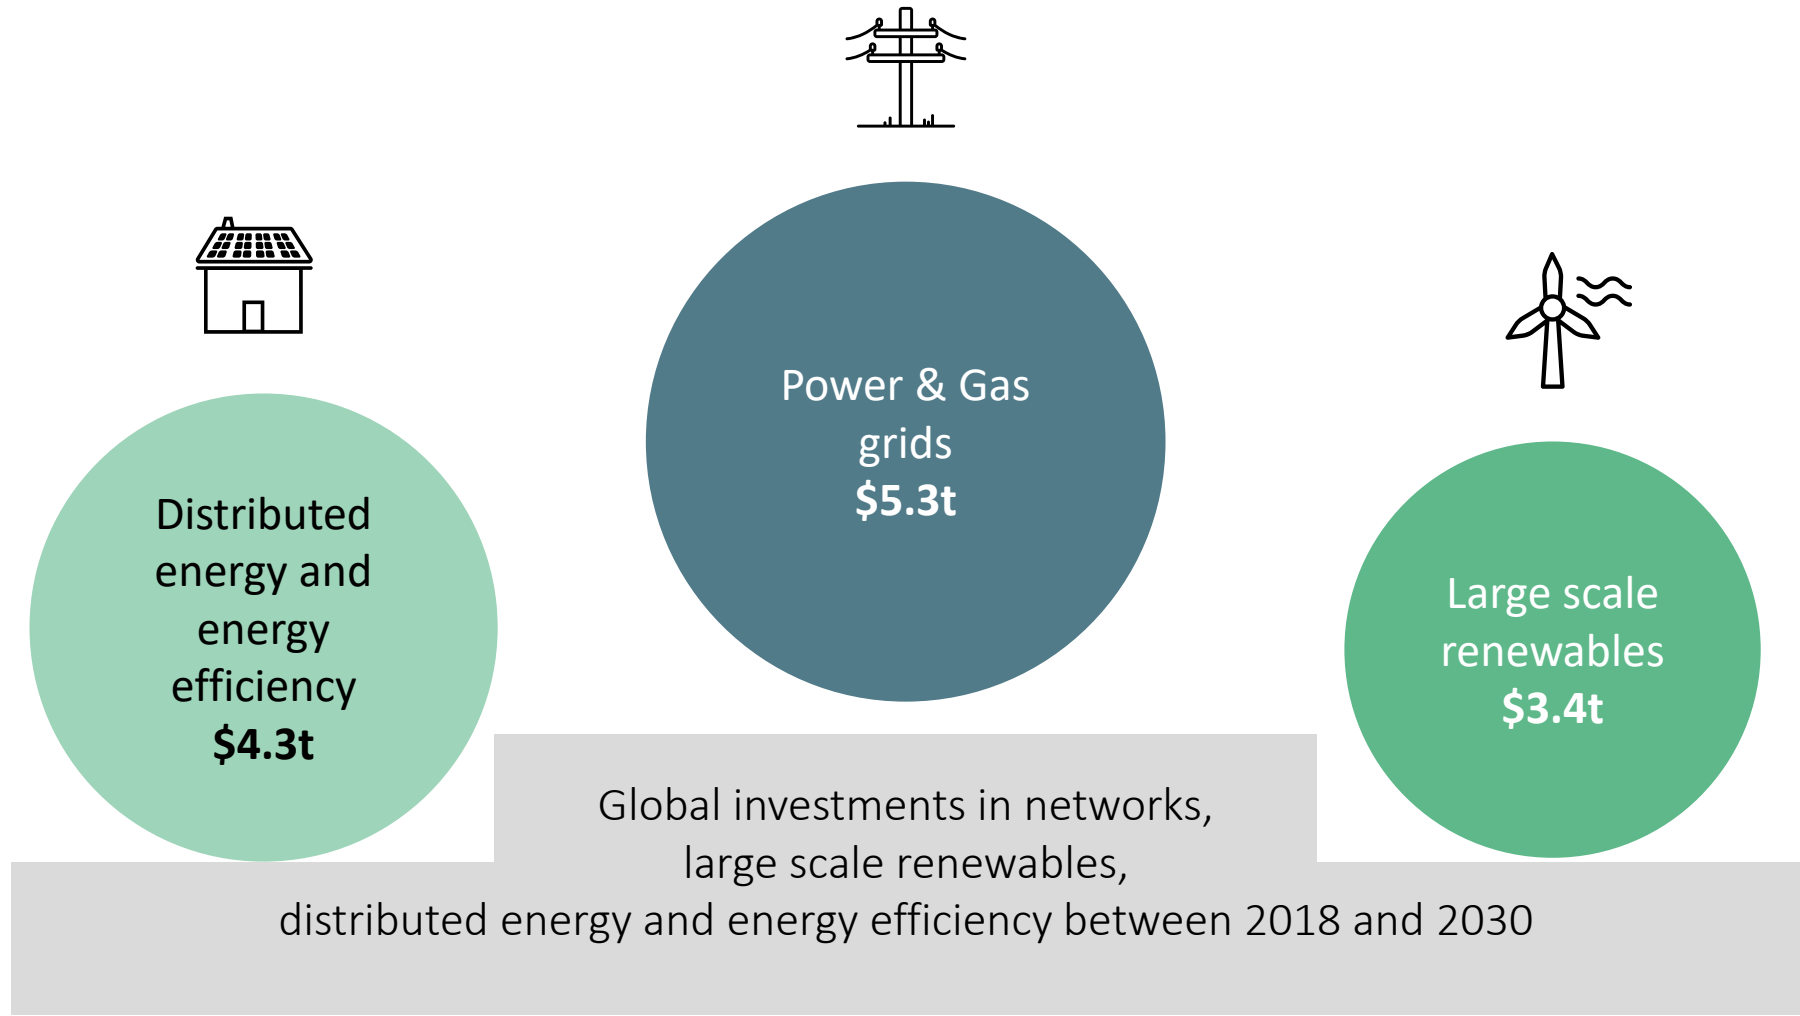 Power & Gas
grids
$5.3t
Distributed
energy and
energy
efficiency
$4.3t
Large scale
renewables
$3.4t
Global investments in networks,
large scale renewables,
distributed energy and energy efficiency between 2018 and 2030